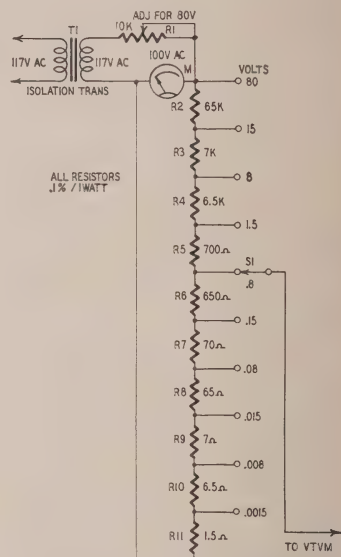 ADJ FOR 80V
10K
R1
T1
117V AC
117V AC
100V AC
M
ISOLATION TRANS
VOLTS
80
R2
65K
15
R3
7K
8
ALL RESISTORS
.1% / 1 WATT
R4
6.5K
1.5
R5
700Ω
S1
.8
R6
650Ω
.15
R7
70Ω
.08
R8
65Ω
.015
R9
7Ω
.008
R10
6.5Ω
.0015
R11
1.5Ω
TO VTVM